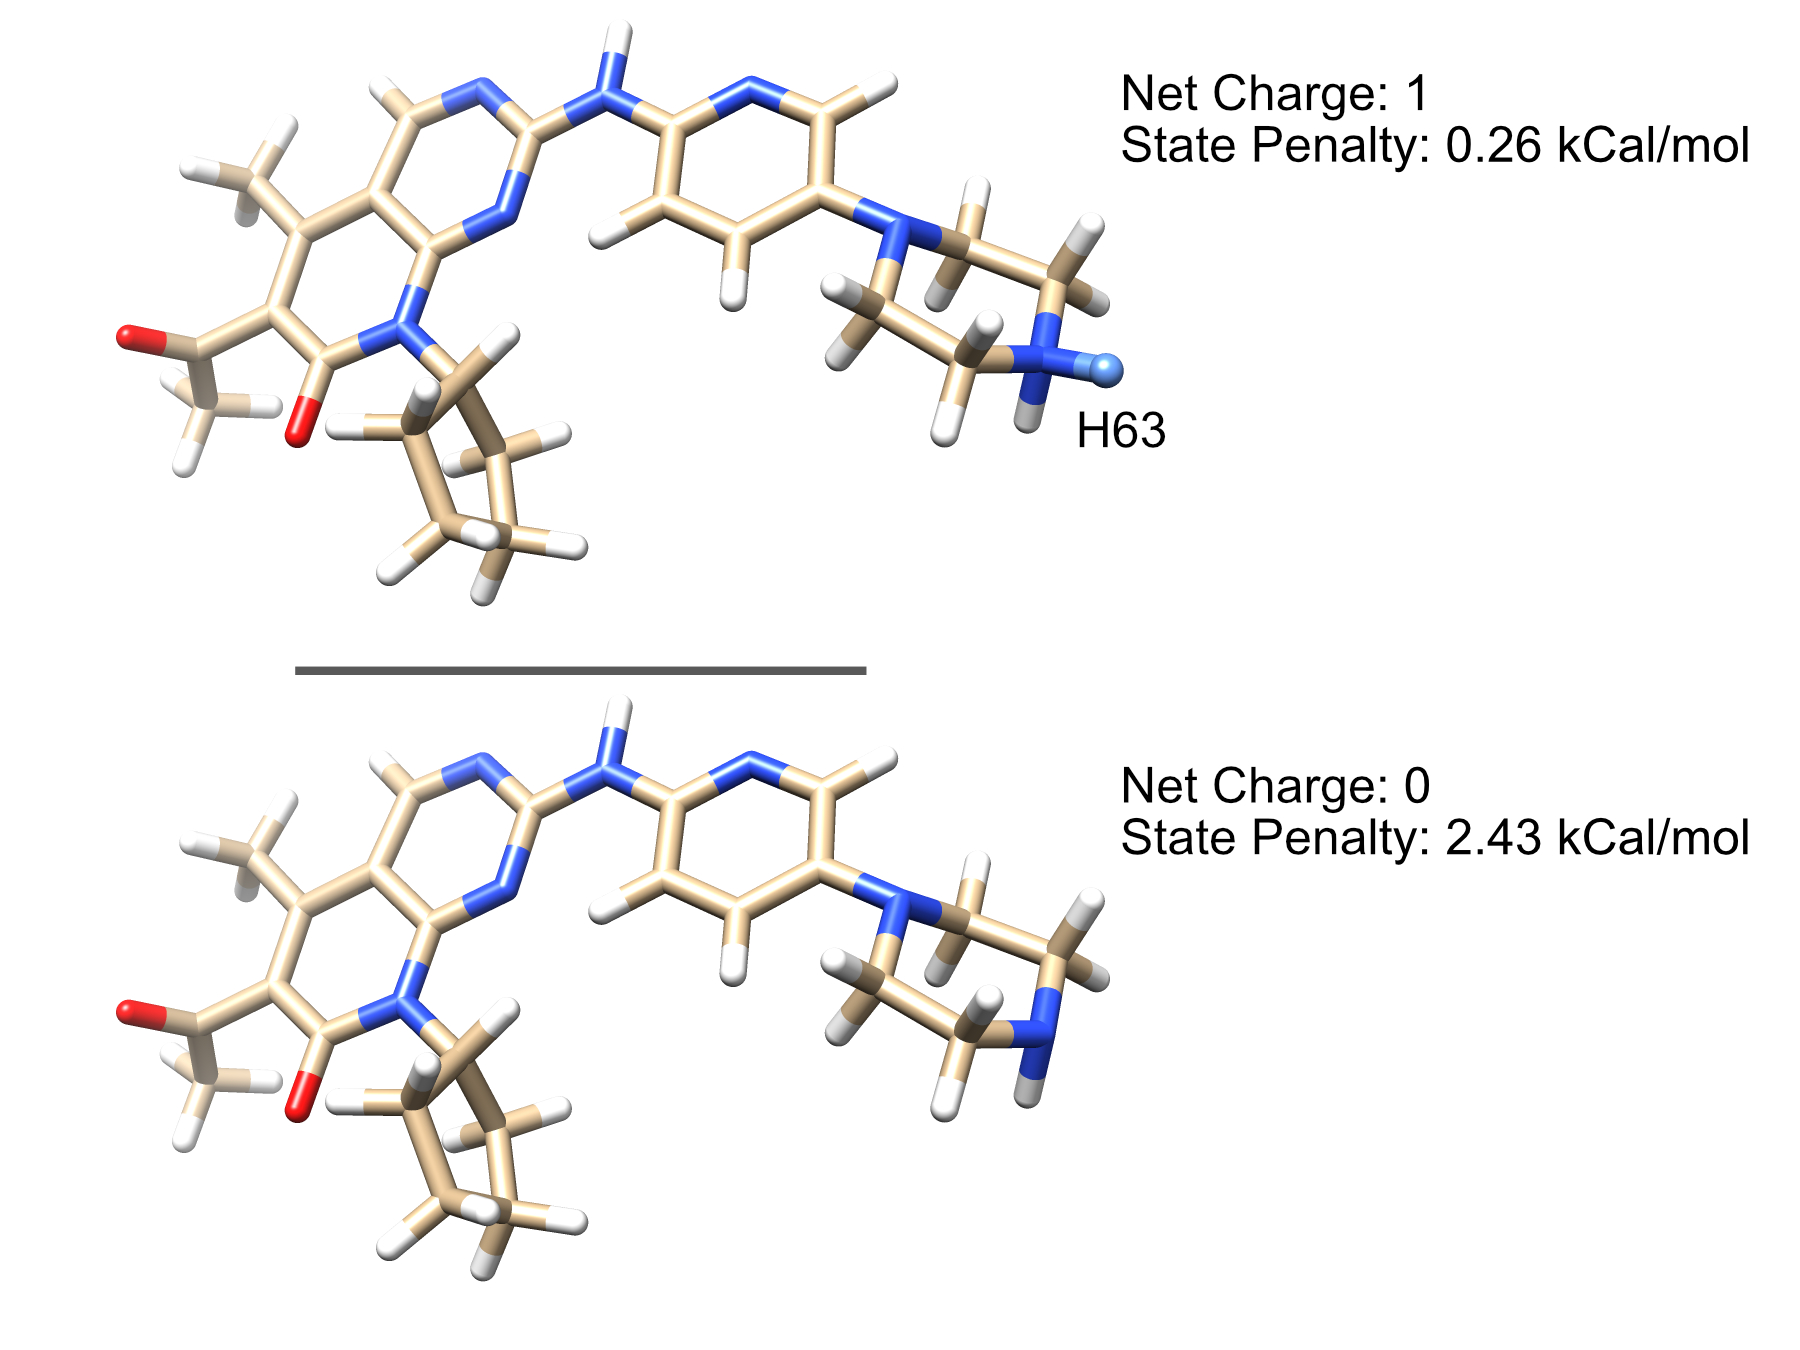 Net Charge: 1
State Penalty: 0.26 kCal/mol
H63
Net Charge: 0
State Penalty: 2.43 kCal/mol